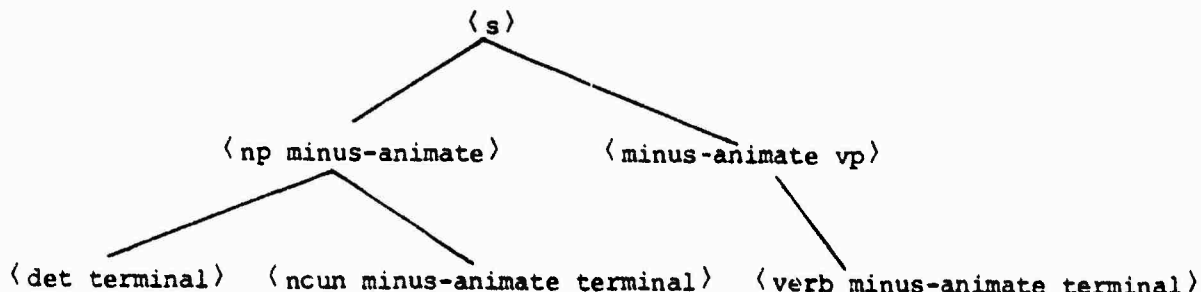 ⟨s⟩
⟨np minus-animate⟩ ⟨minus-animate vp⟩
⟨det terminal⟩ ⟨ncun minus-animate terminal⟩ ⟨verb minus-animate terminal⟩